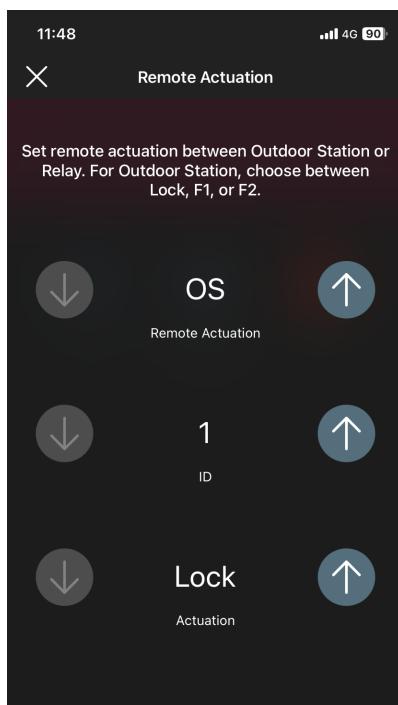 11:48
4G 90
Remote Actuation
Set remote actuation between Outdoor Station or
Relay. For Outdoor Station, choose between
Lock, F1, or F2.
OS
Remote Actuation
1
ID
Lock
Actuation